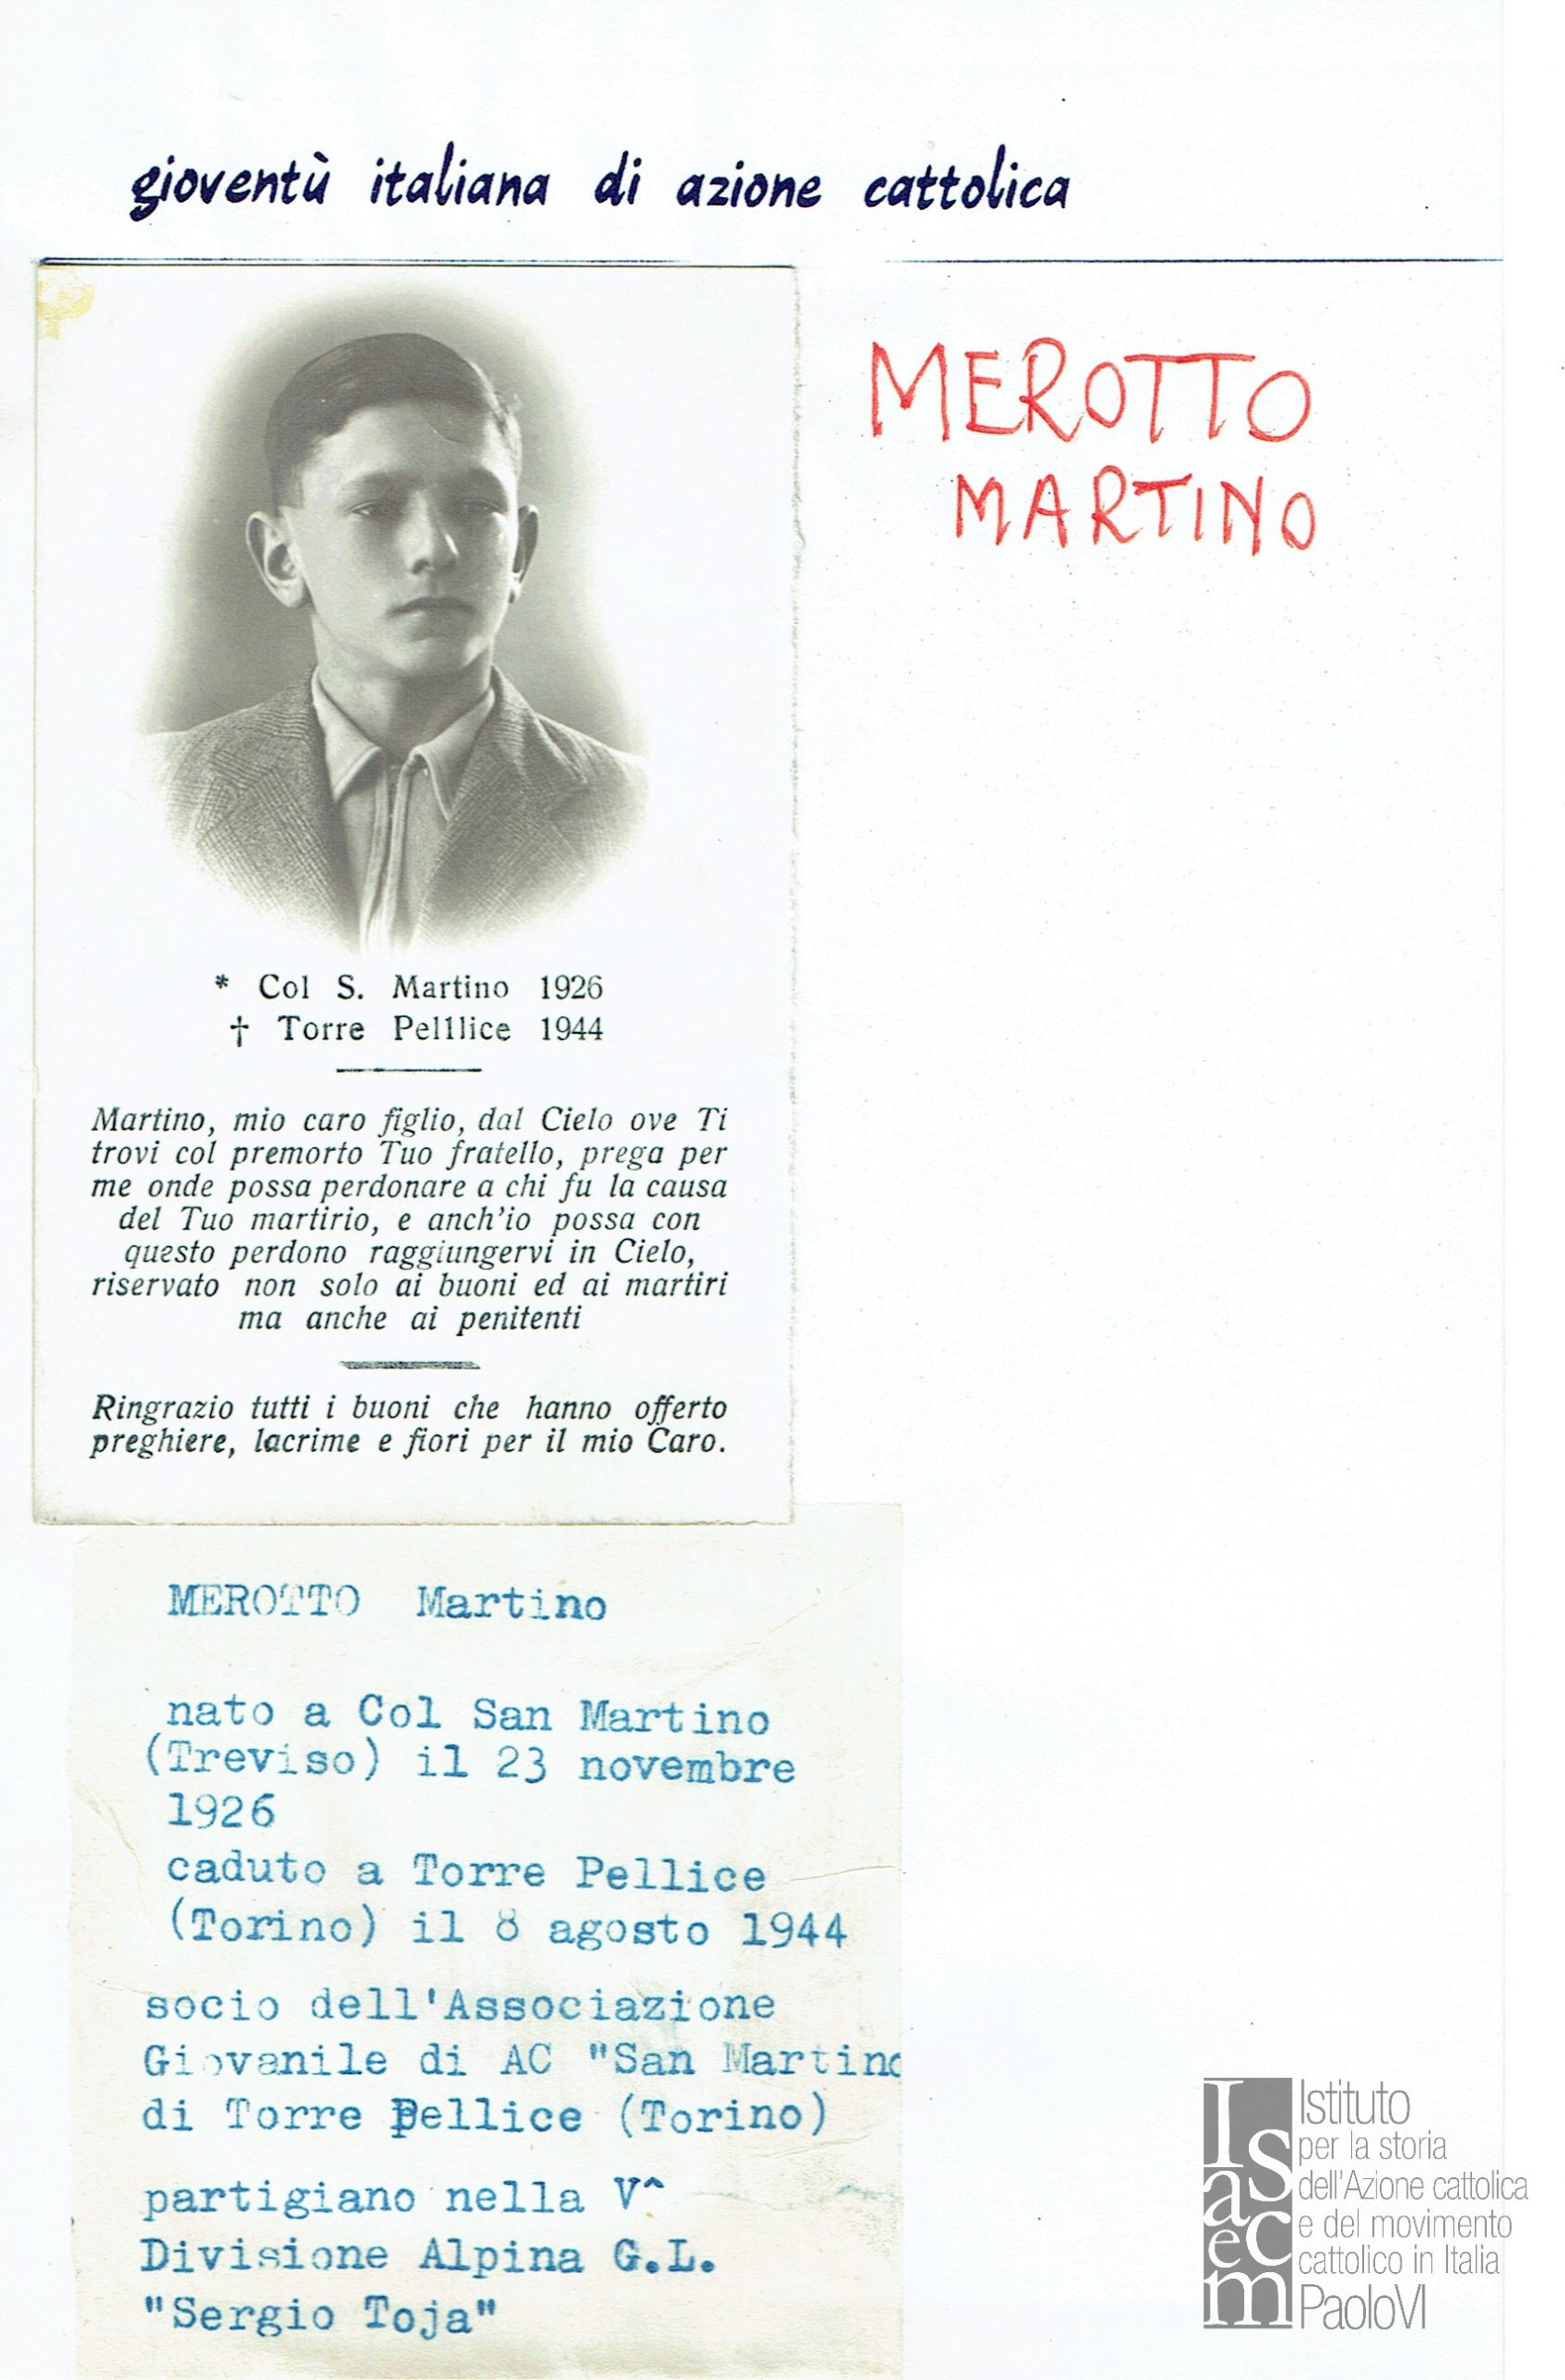 gioventù italiana di azione cattolica
MEROTTO
MARTINO
* Col S. Martino 1926
† Torre Pelllice 1944
Martino, mio caro figlio, dal Cielo ove Ti
trovi col premorto Tuo fratello, prega per
me onde possa perdonare a chi fu la causa
del Tuo martirio, e anch'io possa con
questo perdono raggiungervi in Cielo,
riservato non solo ai buoni ed ai martiri
ma anche ai penitenti
Ringrazio tutti i buoni che hanno offerto
preghiere, lacrime e fiori per il mio Caro.
MEROTTO Martino
nato a Col San Martino
(Treviso) il 23 novembre
1926
caduto a Torre Pellice
(Torino) il 8 agosto 1944
socio dell'Associazione
Giovanile di AC "San Martino
di Torre Pellice (Torino)
partigiano nella V^
Divisione Alpina G.L.
"Sergio Toja"
Isacem
Istituto
per la storia
dell'Azione cattolica
e del movimento
cattolico in Italia
PaoloVI